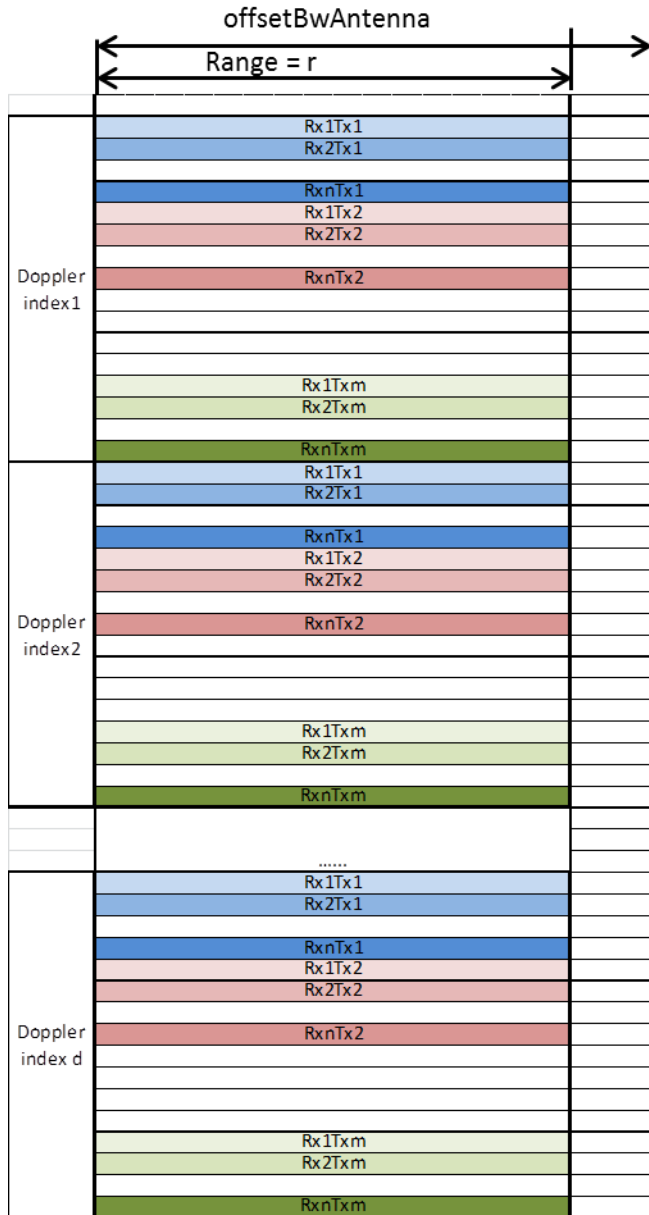 offsetBwAntenna
Range = r
Rx1Tx1
Rx2Tx1
RxnTx1
Rx1Tx2
Rx2Tx2
Doppler
index1
RxnTx2
Rx1Txm
Rx2Txm
RxnTxm
Rx1Tx1
Rx2Tx1
RxnTx1
Rx1Tx2
Rx2Tx2
Doppler
index2
RxnTx2
Rx1Txm
Rx2Txm
RxnTxm
......
Rx1Tx1
Rx2Tx1
RxnTx1
Rx1Tx2
Rx2Tx2
Doppler
index d
RxnTx2
Rx1Txm
Rx2Txm
RxnTxm